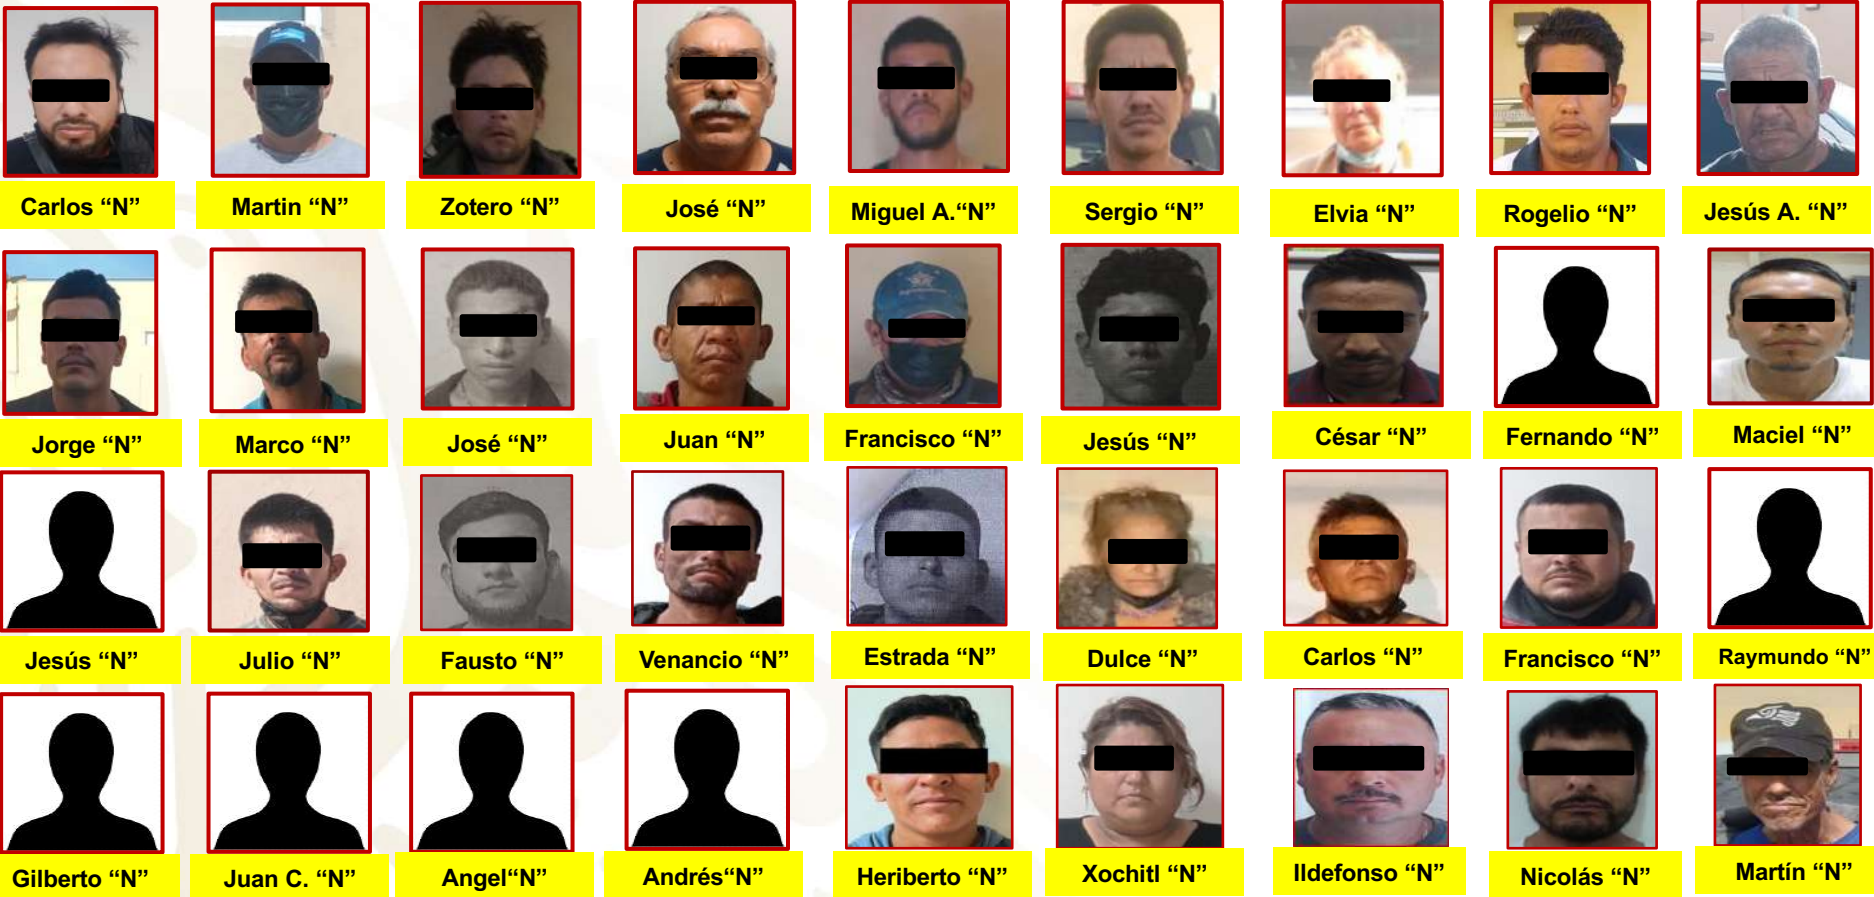 Carlos “N”
Martin “N”
Zotero “N”
José “N”
Miguel A.“N”
Sergio “N”
Elvia “N”
Rogelio “N”
Jesús A. “N”
Jorge “N”
Marco “N”
José “N”
Juan “N”
Francisco “N”
Jesús “N”
César “N”
Fernando “N”
Maciel “N”
Jesús “N”
Julio “N”
Fausto “N”
Venancio “N”
Estrada “N”
Dulce “N”
Carlos “N”
Francisco “N”
Raymundo “N”
Gilberto “N”
Juan C. “N”
Angel“N”
Andrés“N”
Heriberto “N”
Xochitl “N”
Ildefonso “N”
Nicolás “N”
Martín “N”